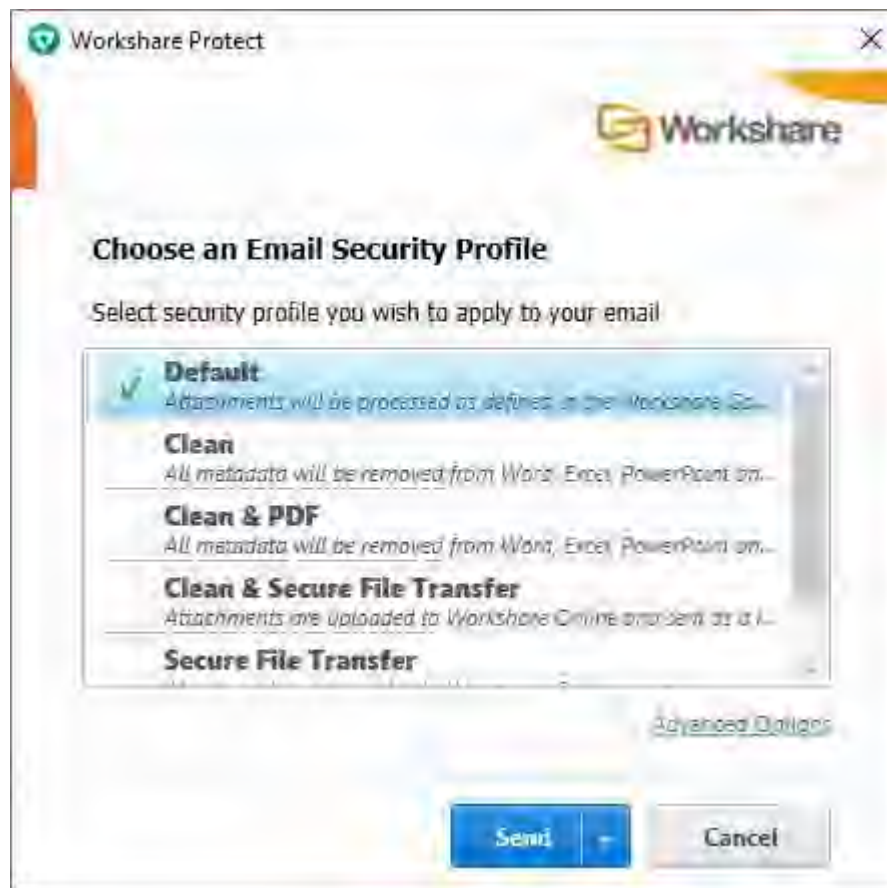 Workshare Protect
Workshare
Choose an Email Security Profile
Select security profile you wish to apply to your email
Default
Attachments will be processed as defined in the Workshare Co...
Clean
All metadata will be removed from Word, Excel, PowerPoint an...
Clean & PDF
All metadata will be removed from Word, Excel, PowerPoint an...
Clean & Secure File Transfer
Attachments are uploaded to Workshare Online and sent as a l...
Secure File Transfer
Advanced Options
Send
Cancel